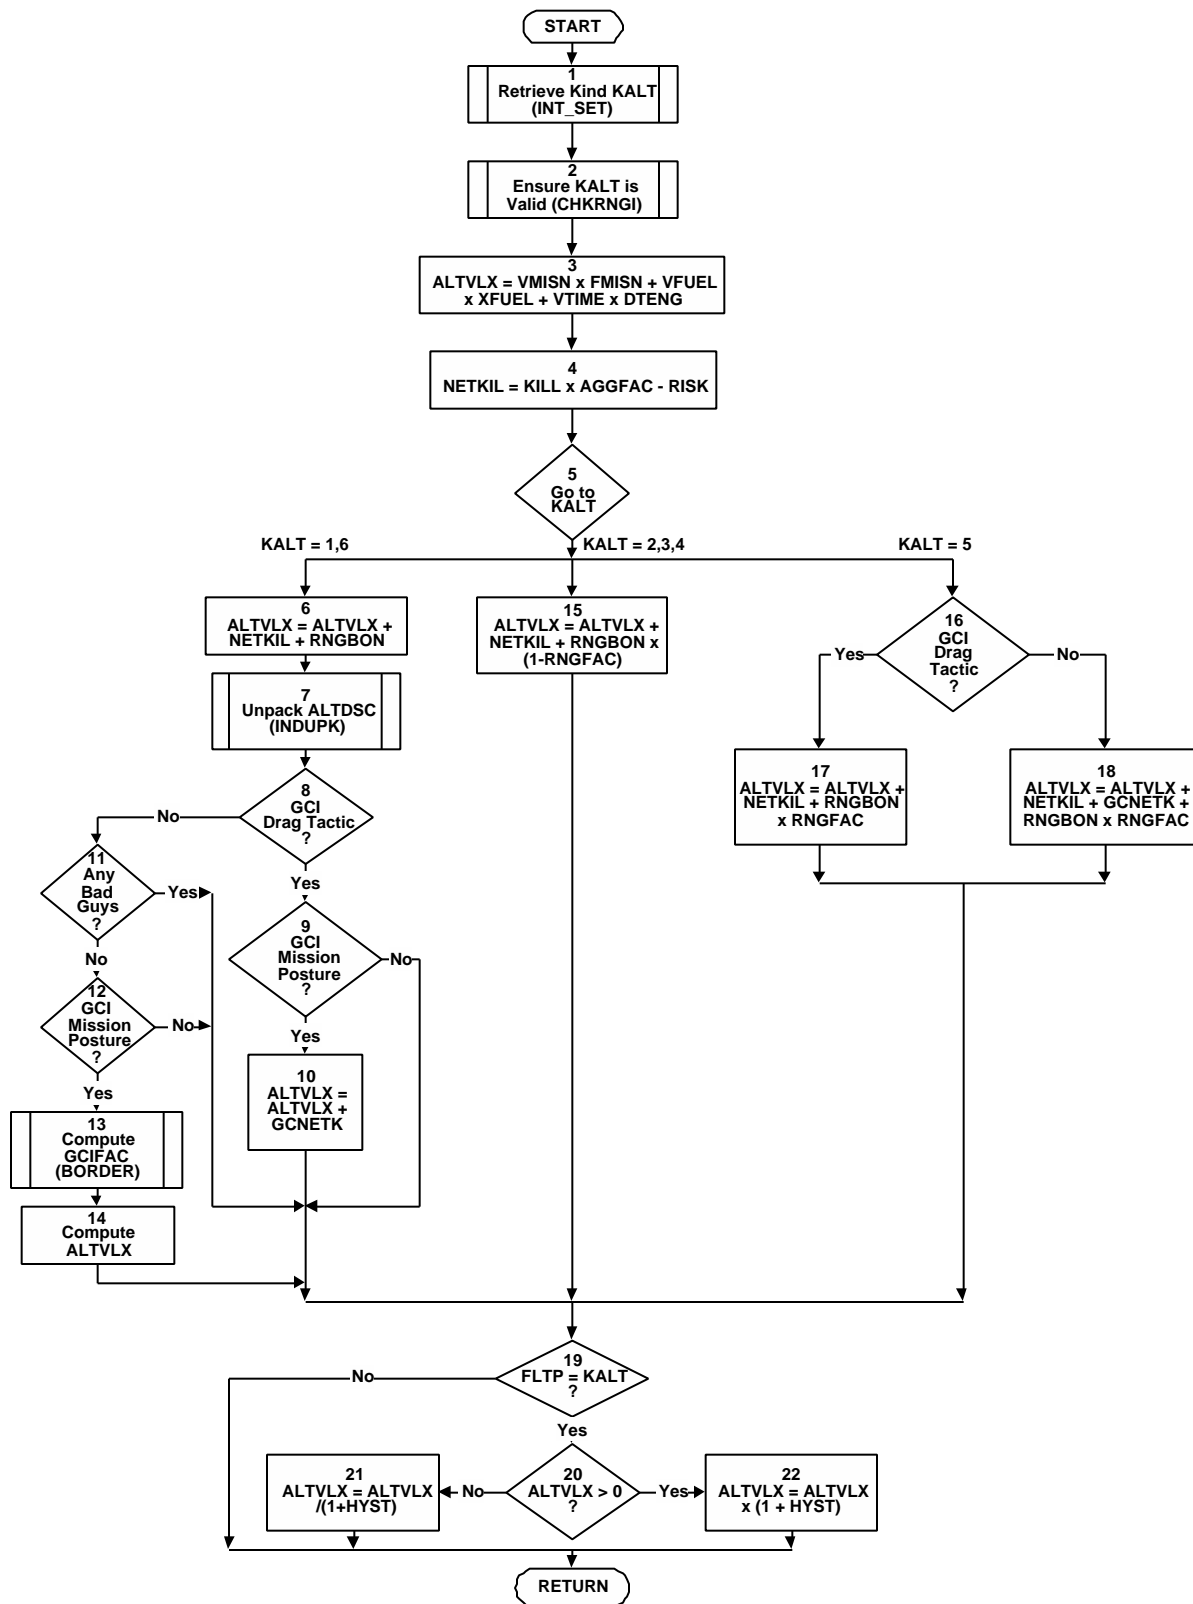 START
1
Retrieve Kind KALT
(INT_SET)
2
Ensure KALT is
Valid (CHKRNGI)
3
ALTVLX = VMISN x FMISN + VFUEL
x XFUEL + VTIME x DTENG
4
NETKIL = KILL x AGGFAC - RISK
5
Go to
KALT
KALT = 1,6
KALT = 2,3,4
KALT = 5
6
ALTVLX = ALTVLX +
NETKIL + RNGBON
15
ALTVLX = ALTVLX +
NETKIL + RNGBON x
(1-RNGFAC)
16
GCI
Drag
Tactic
?
Yes
No
7
Unpack ALTDSC
(INDUPK)
17
ALTVLX = ALTVLX +
NETKIL + RNGBON
x RNGFAC
18
ALTVLX = ALTVLX +
NETKIL + GCNETK +
RNGBON x RNGFAC
8
GCI
Drag Tactic
?
No
Yes
11
Any
Bad
Guys
?
Yes
No
9
GCI
Mission
Posture
?
No
Yes
12
GCI
Mission
Posture
?
No
Yes
10
ALTVLX =
ALTVLX +
GCNETK
13
Compute
GCIFAC
(BORDER)
14
Compute
ALTVLX
19
FLTP = KALT
?
No
Yes
20
ALTVLX > 0
?
No
Yes
21
ALTVLX = ALTVLX
/(1+HYST)
22
ALTVLX = ALTVLX
x (1 + HYST)
RETURN